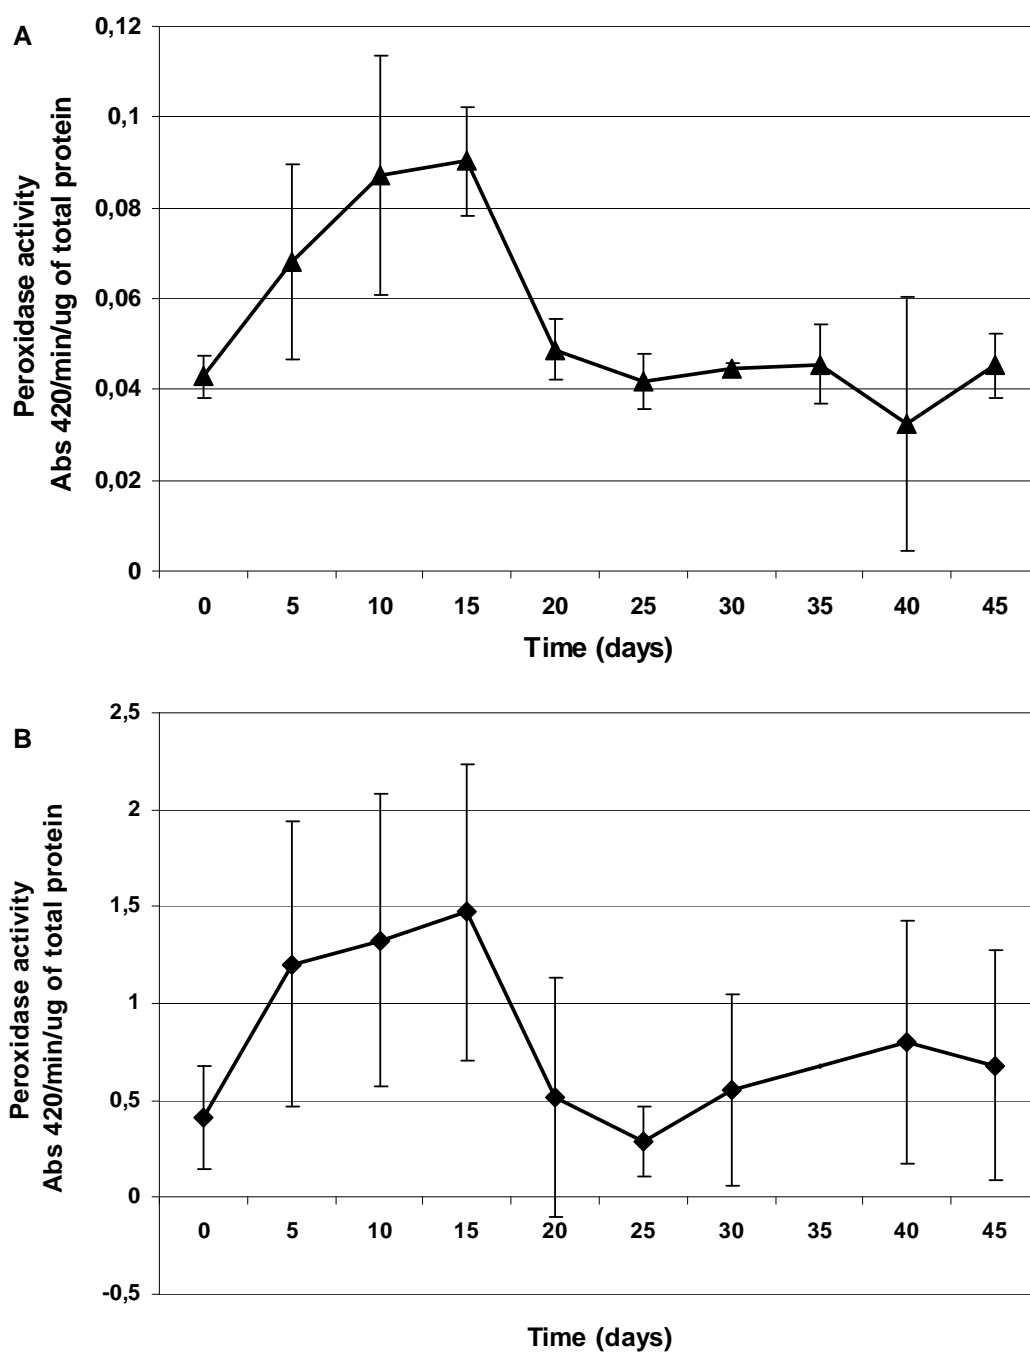 A
0,12
0,1
0,08
0,06
0,04
0,02
0
Peroxidase activity
Abs 420/min/ug of total protein
0 5 10 15 20 25 30 35 40 45
Time (days)
B
2,5
2
1,5
1
0,5
0
-0,5
Peroxidase activity
Abs 420/min/ug of total protein
0 5 10 15 20 25 30 35 40 45
Time (days)